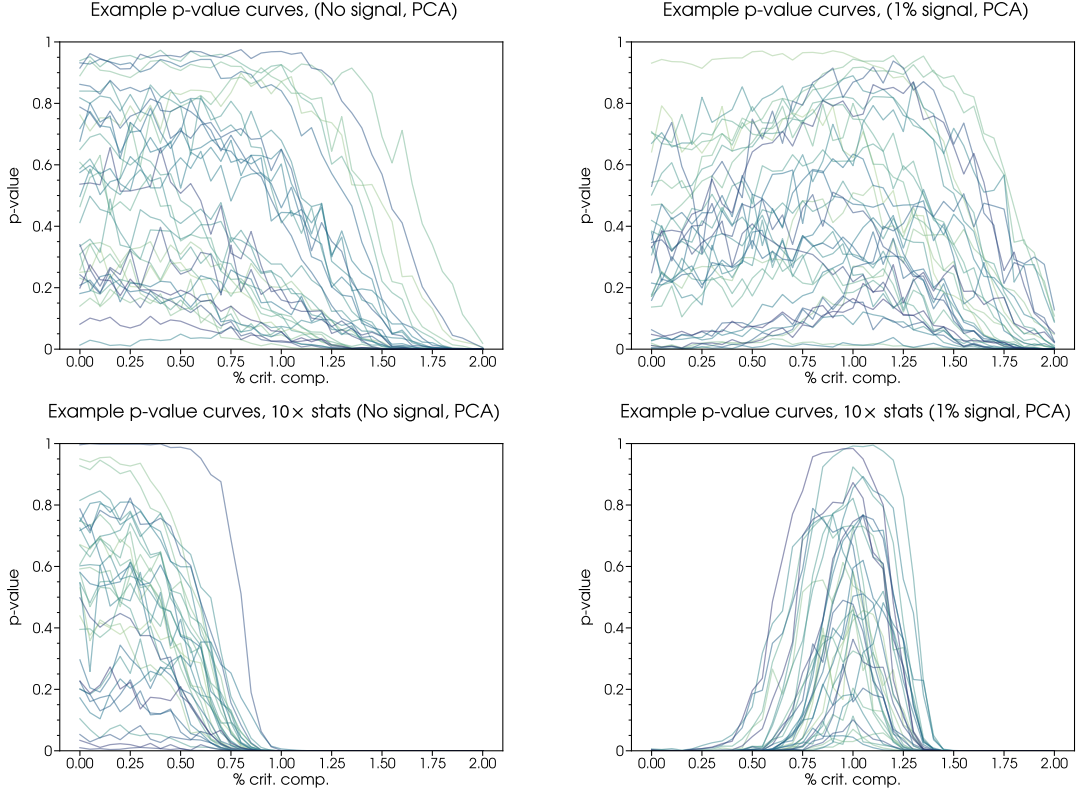 Example p-value curves, (No signal, PCA)
1
0.8
0.6
0.4
0.2
0
p-value
0.00 0.25 0.50 0.75 1.00 1.25 1.50 1.75 2.00
% crit. comp.
Example p-value curves, (1% signal, PCA)
1
0.8
0.6
0.4
0.2
0
p-value
0.00 0.25 0.50 0.75 1.00 1.25 1.50 1.75 2.00
% crit. comp.
Example p-value curves, 10× stats (No signal, PCA)
1
0.8
0.6
0.4
0.2
0
p-value
0.00 0.25 0.50 0.75 1.00 1.25 1.50 1.75 2.00
% crit. comp.
Example p-value curves, 10× stats (1% signal, PCA)
1
0.8
0.6
0.4
0.2
0
p-value
0.00 0.25 0.50 0.75 1.00 1.25 1.50 1.75 2.00
% crit. comp.